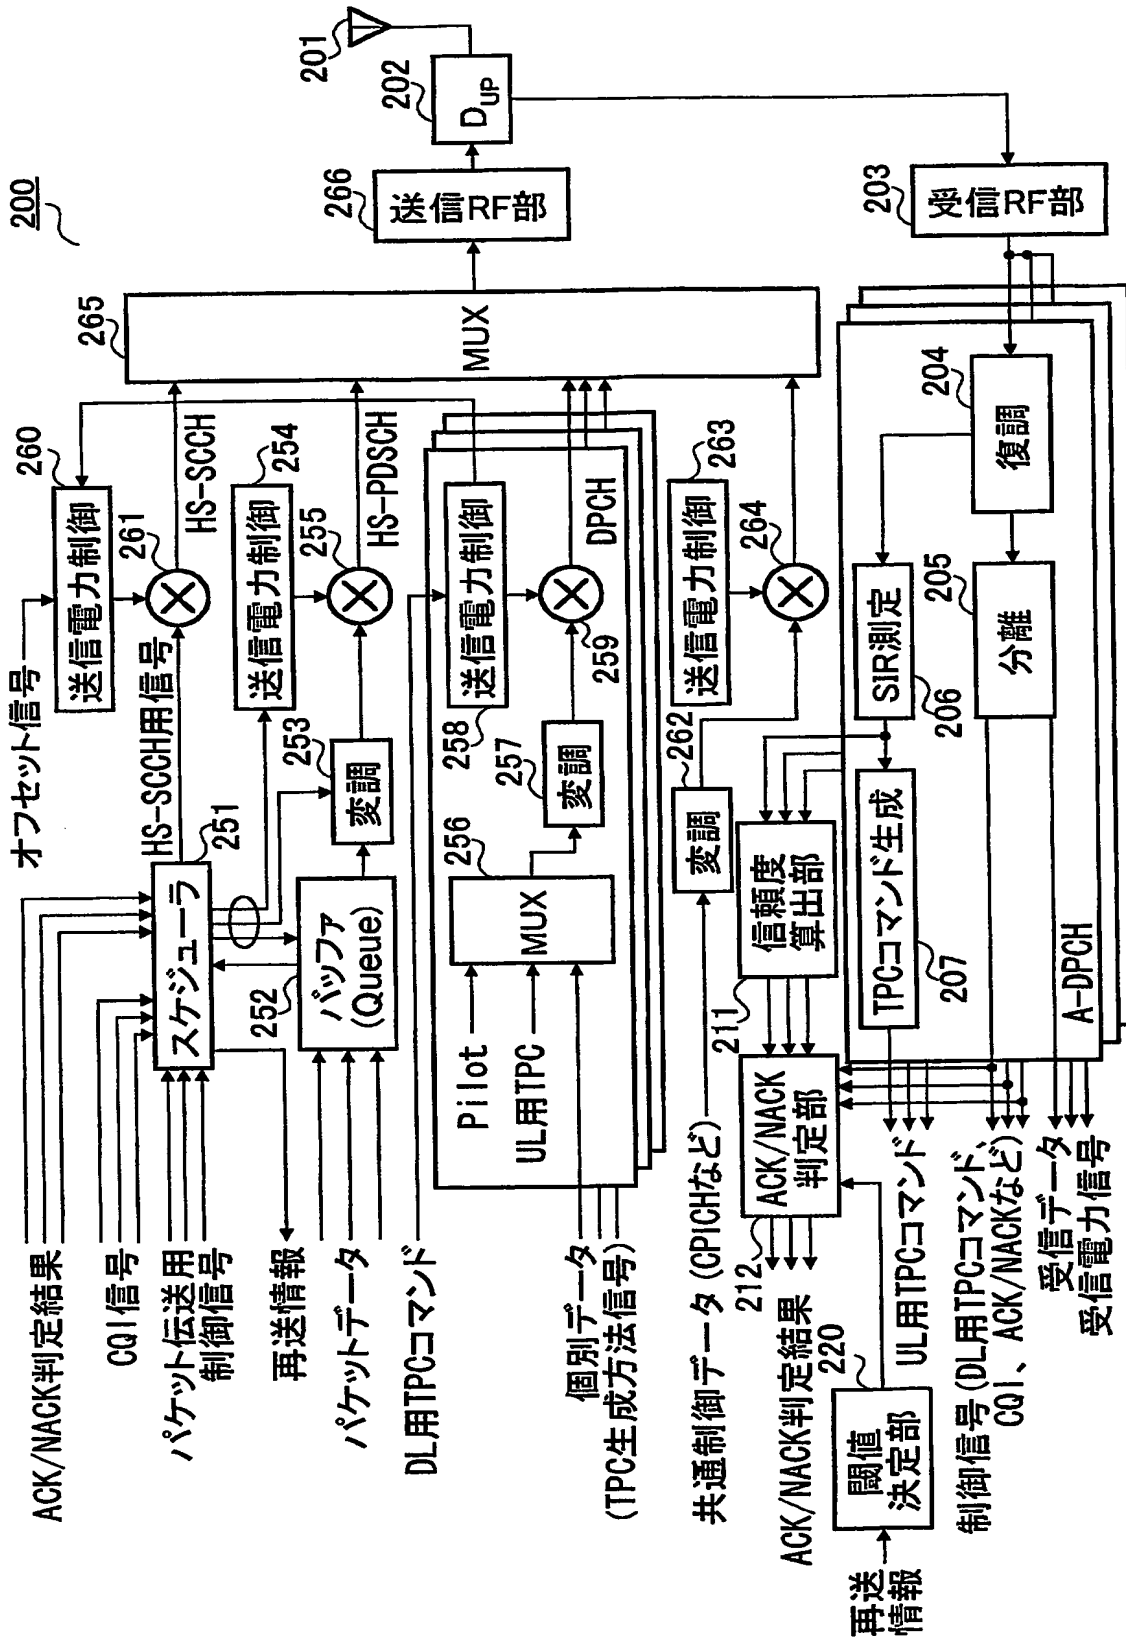 200
201
202
DUP
266
送信RF部
203
受信RF部
265
MUX
オフセット信号
260
送信電力制御
261
HS-SCCH
HS-SCCH用信号
254
送信電力制御
255
HS-PDSCH
ACK/NACK判定結果
CQI信号
パケット伝送用
制御信号
再送情報
251
スケジューラ
252
バッファ
(Queue)
253
変調
パケットデータ
DL用TPCコマンド
258
送信電力制御
259
DPCH
257
変調
256
MUX
Pilot
UL用TPC
個別データ
(TPC生成方法信号)
共通制御データ(CPICHなど)
262
変調
263
送信電力制御
264
204
復調
205
分離
206
SIR測定
207
TPCコマンド生成
A-DPCH
211
信頼度
算出部
212
ACK/NACK
判定部
ACK/NACK判定結果
220
閾値
決定部
再送
情報
UL用TPCコマンド
制御信号(DL用TPCコマンド、
CQI、ACK/NACKなど)
受信データ
受信電力信号